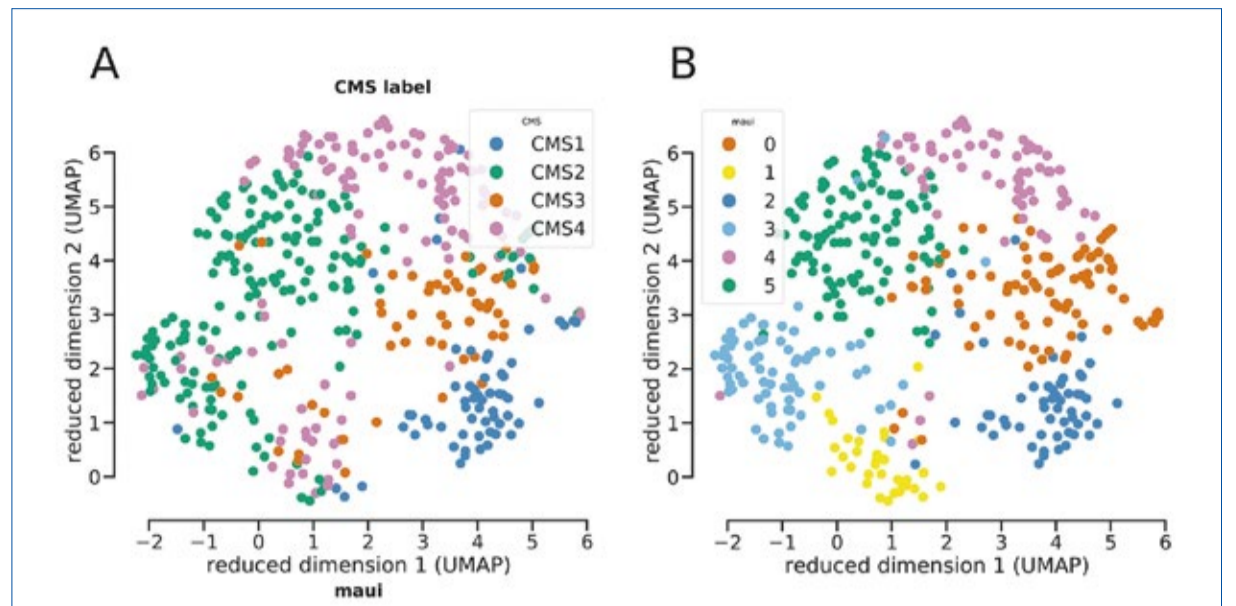 A
CMS label
CMS
CMS1
CMS2
CMS3
CMS4
reduced dimension 2 (UMAP)
6
5
4
3
2
1
0
−2 −1 0 1 2 3 4 5 6
reduced dimension 1 (UMAP)
maui
B
maui
0
1
2
3
4
5
reduced dimension 2 (UMAP)
6
5
4
3
2
1
0
−2 −1 0 1 2 3 4 5 6
reduced dimension 1 (UMAP)